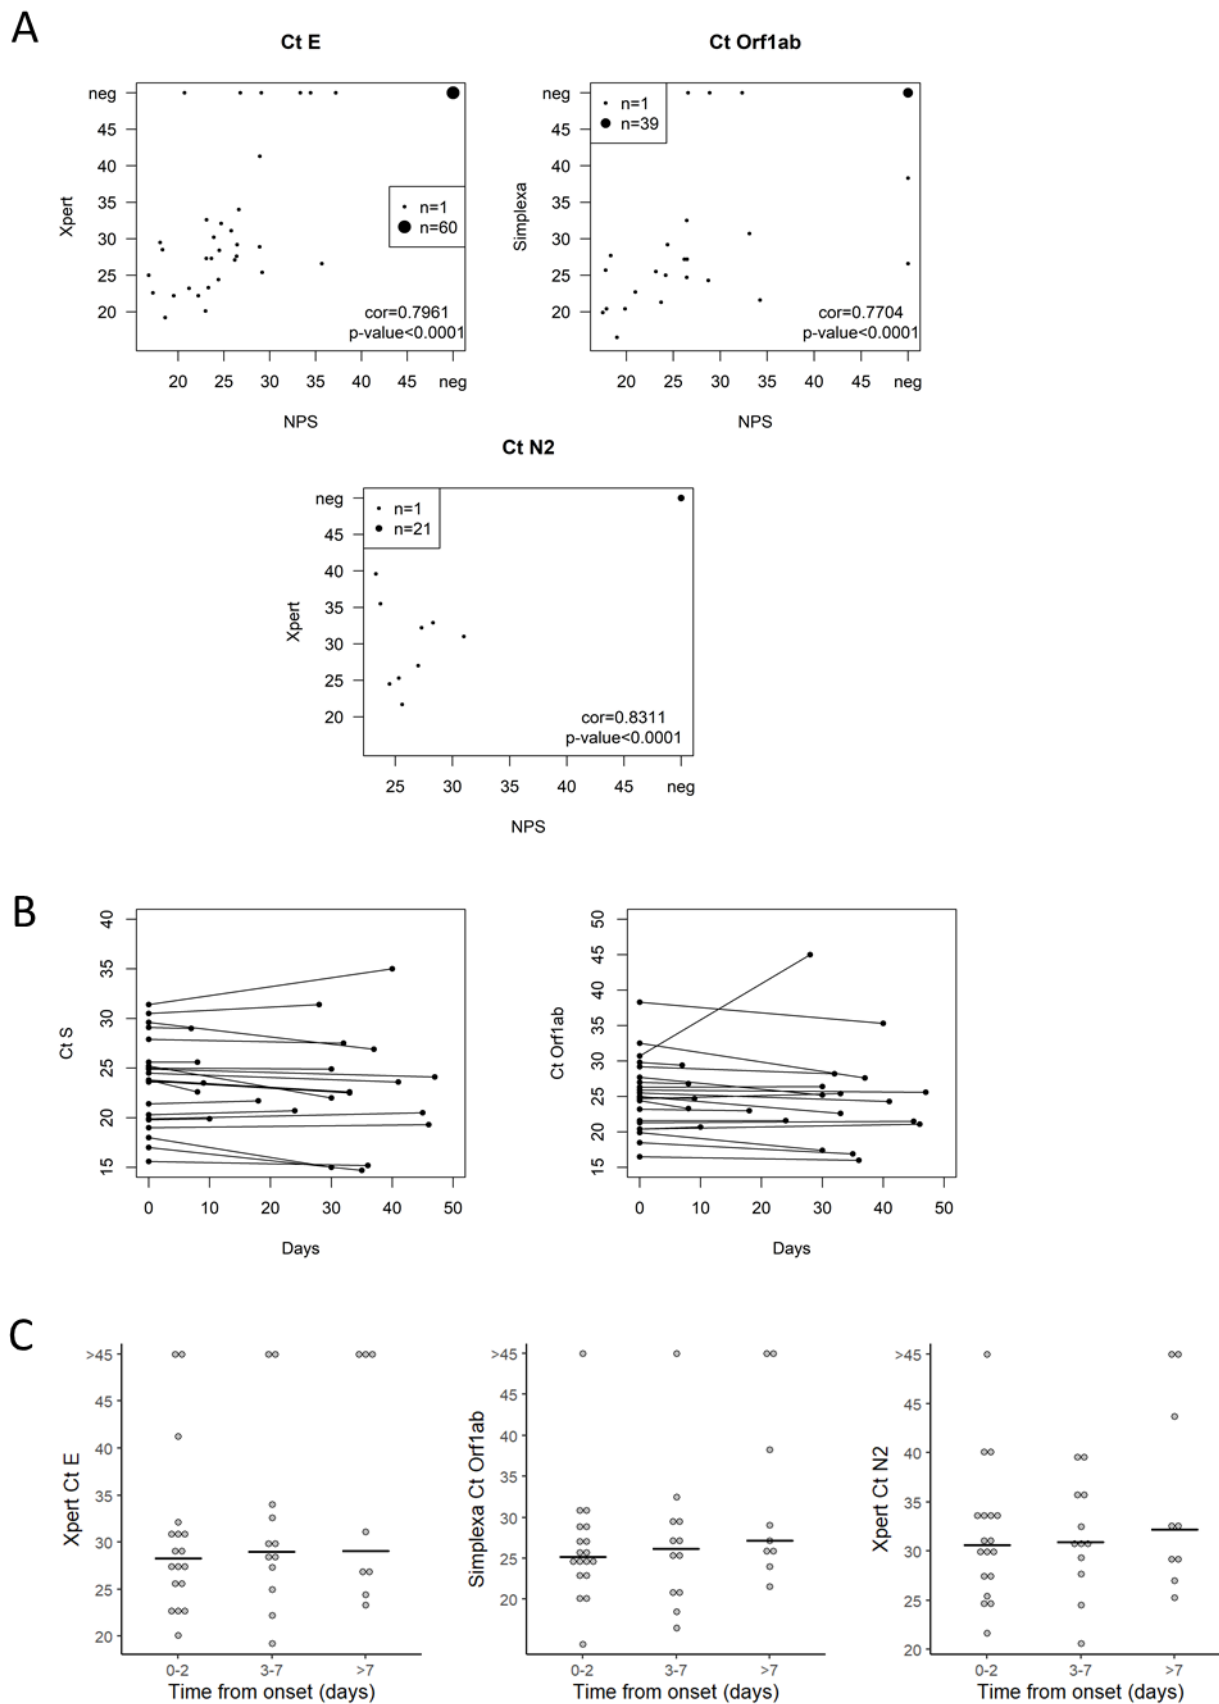 A
Ct E
Xpert
neg
45
40
35
30
25
20
n=1
n=60
cor=0.7961
p-value<0.0001
20 25 30 35 40 45 neg
NPS
Ct Orf1ab
Simplexa
neg
45
40
35
30
25
20
n=1
n=39
cor=0.7704
p-value<0.0001
20 25 30 35 40 45 neg
NPS
Ct N2
Xpert
neg
45
40
35
30
25
20
n=1
n=21
cor=0.8311
p-value<0.0001
25 30 35 40 45 neg
NPS
B
Ct S
40
35
30
25
20
15
0 10 20 30 40 50
Days
Ct Orf1ab
50
45
40
35
30
25
20
15
0 10 20 30 40 50
Days
C
Xpert Ct E
>45
45
40
35
30
25
20
0-2 3-7 >7
Time from onset (days)
Simplexa Ct Orf1ab
>45
45
40
35
30
25
20
0-2 3-7 >7
Time from onset (days)
Xpert Ct N2
>45
45
40
35
30
25
20
0-2 3-7 >7
Time from onset (days)